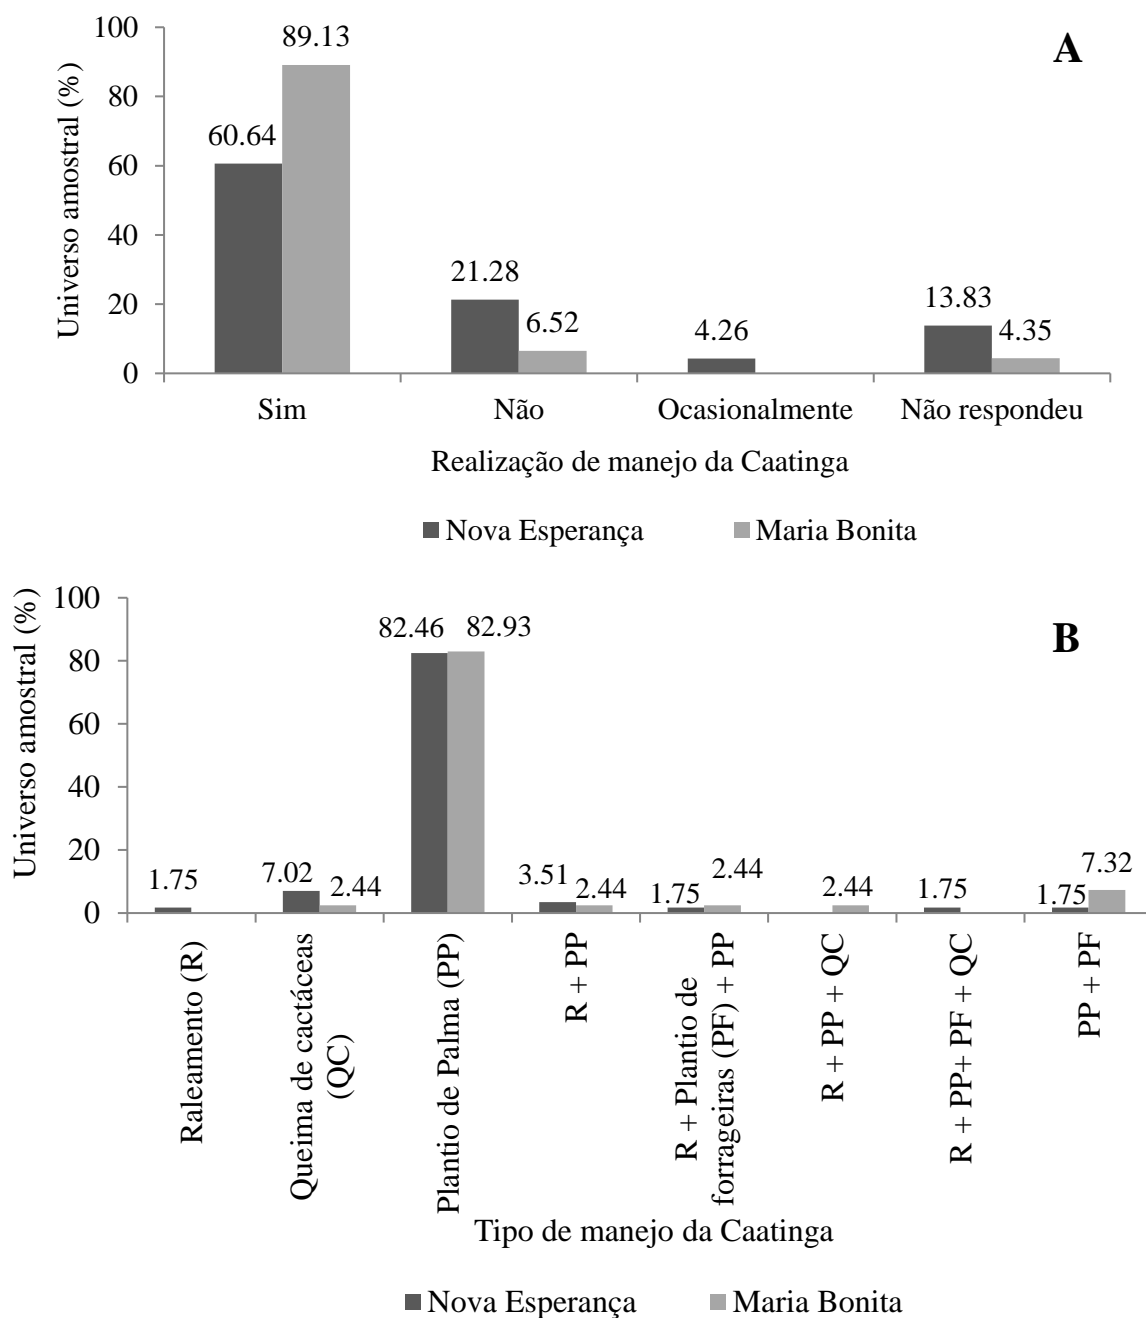 A
Universo amostral (%)
100
80
60
40
20
0
60.64
89.13
21.28
6.52
4.26
13.83
4.35
Sim
Não
Ocasionalmente
Não respondeu
Realização de manejo da Caatinga
Nova Esperança
Maria Bonita
B
Universo amostral (%)
100
80
60
40
20
0
1.75
7.02
2.44
82.46
82.93
3.51
2.44
1.75
2.44
2.44
1.75
1.75
7.32
Raleamento (R)
Queima de cactáceas
(QC)
Plantio de Palma (PP)
R + PP
R + Plantio de
forrageiras (PF) + PP
R + PP + QC
R + PP+ PF + QC
PP + PF
Tipo de manejo da Caatinga
Nova Esperança
Maria Bonita